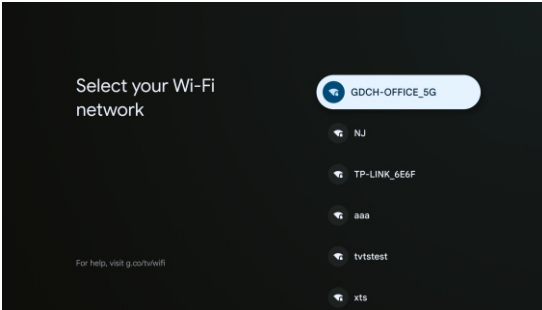 Select your Wi-Fi
network
GDCH-OFFICE_5G
NJ
TP-LINK_6E6F
aaa
tvtstest
xts
For help, visit g.co/tv/wifi